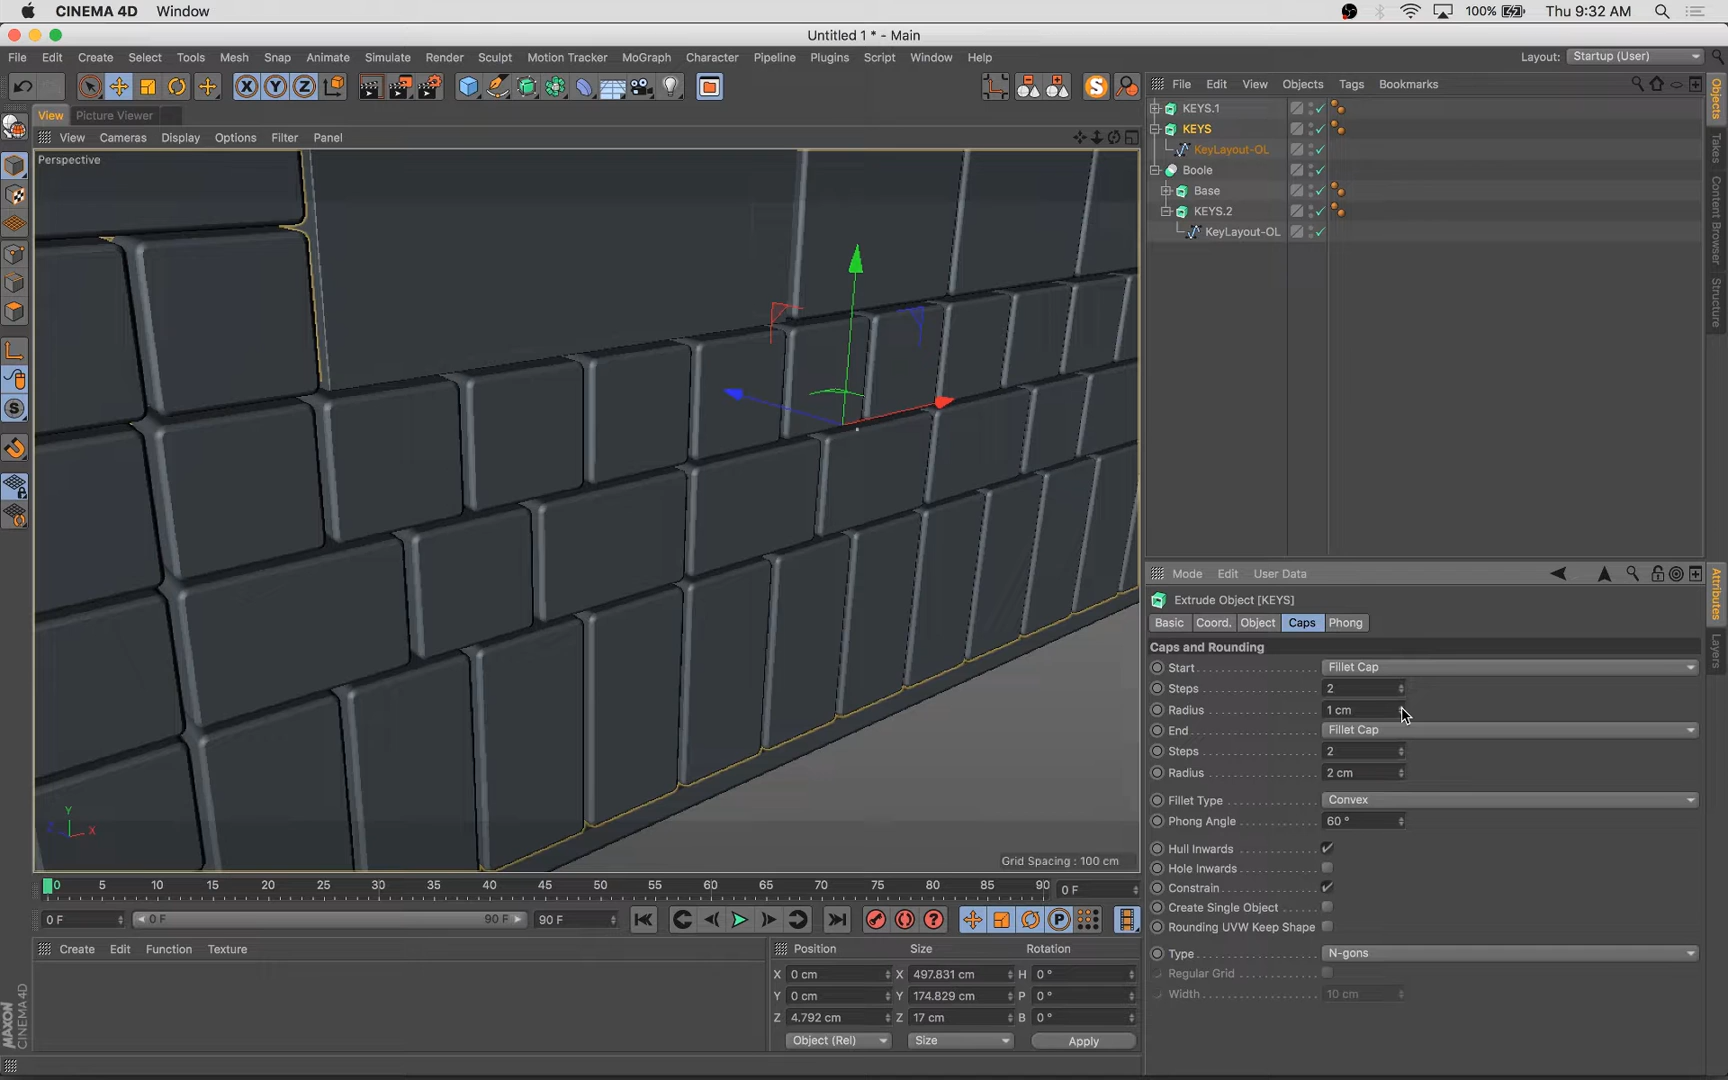 CINEMA 4D Window 100% Thu 9:32 AM
Untitled 1 * - Main
File Edit Create Select Tools Mesh Snap Animate Simulate Render Sculpt Motion Tracker MoGraph Character Pipeline Plugins Script Window Help Layout: Startup (User)
X Y Z S
File Edit View Objects Tags Bookmarks
View Picture Viewer
View Cameras Display Options Filter Panel
Perspective
KEYS.1
KEYS
KeyLayout-OL
Boole
Base
KEYS.2
KeyLayout-OL
Objects
Takes
Content Browser
Structure
Attributes
Layers
Mode Edit User Data
Extrude Object [KEYS]
Basic Coord. Object Caps Phong
Caps and Rounding
Start Fillet Cap
Steps 2
Radius 1 cm
End Fillet Cap
Steps 2
Radius 2 cm
Fillet Type Convex
Phong Angle 60 °
Hull Inwards
Hole Inwards
Constrain
Create Single Object
Rounding UVW Keep Shape
Type N-gons
Regular Grid
Width 10 cm
Y
Z X
Grid Spacing : 100 cm
0 5 10 15 20 25 30 35 40 45 50 55 60 65 70 75 80 85 90 0 F
0 F 0 F 90 F 90 F
Create Edit Function Texture
Position Size Rotation
X 0 cm X 497.831 cm H 0 °
Y 0 cm Y 174.829 cm P 0 °
Z 4.792 cm Z 17 cm B 0 °
Object (Rel) Size Apply
MAXON
CINEMA 4D